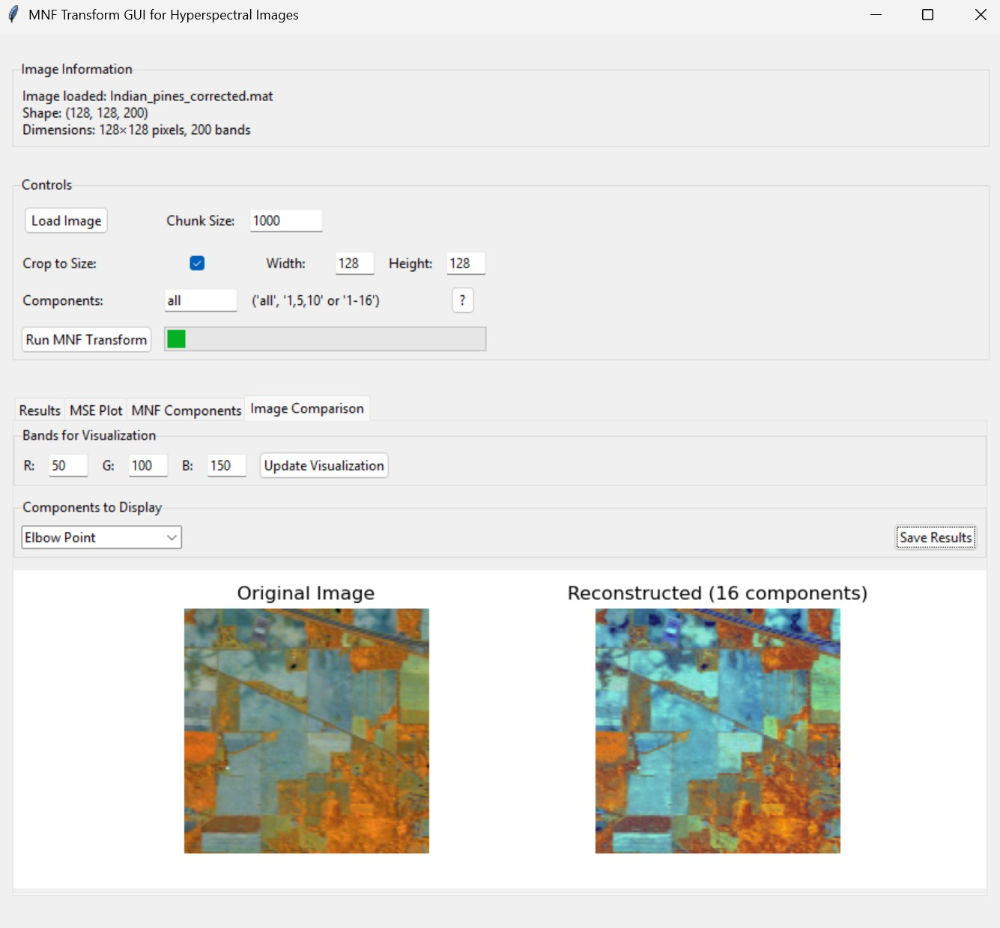 MNF Transform GUI for Hyperspectral Images
Image Information
Image loaded: Indian_pines_corrected.mat
Shape: (128, 128, 200)
Dimensions: 128×128 pixels, 200 bands
Controls
Load Image Chunk Size: 1000
Crop to Size: Width: 128 Height: 128
Components: all ('all', '1,5,10' or '1-16') ?
Run MNF Transform
Results MSE Plot MNF Components Image Comparison
Bands for Visualization
R: 50 G: 100 B: 150 Update Visualization
Components to Display
Elbow Point Save Results
Original Image Reconstructed (16 components)